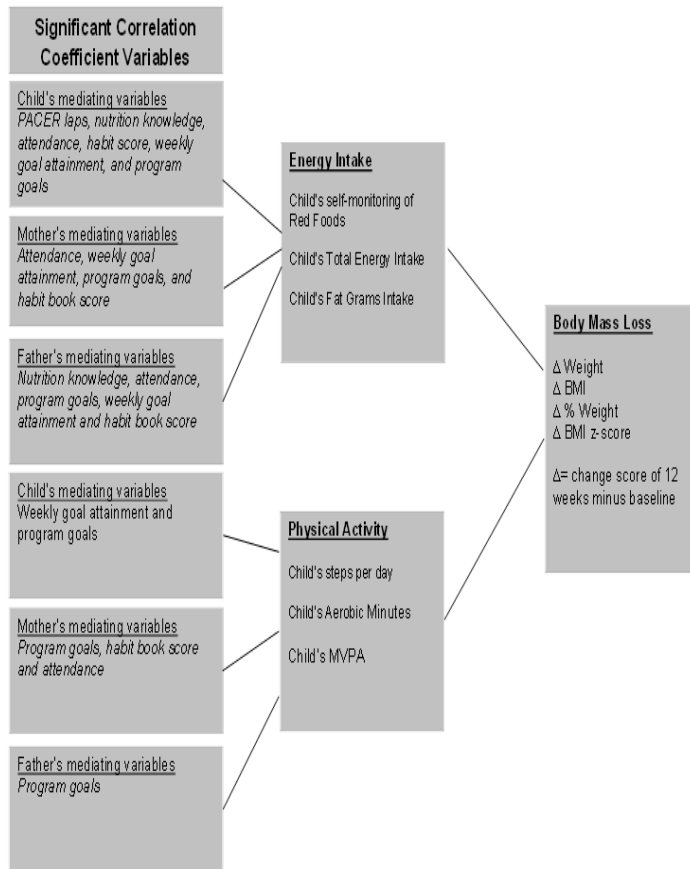 Significant Correlation
Coefficient Variables
Child's mediating variables
PACER laps, nutrition knowledge,
attendance, habit score, weekly
goal attainment, and program
goals
Mother's mediating variables
Attendance, weekly goal
attainment, program goals, and
habit book score
Father's mediating variables
Nutrition knowledge, attendance,
program goals, weekly goal
attainment and habit book score
Child's mediating variables
Weekly goal attainment and
program goals
Mother's mediating variables
Program goals, habit book score
and attendance
Father's mediating variables
Program goals
Energy Intake
Child's self-monitoring of
Red Foods
Child's Total Energy Intake
Child's Fat Grams Intake
Physical Activity
Child's steps per day
Child's Aerobic Minutes
Child's MVPA
Body Mass Loss
Δ Weight
Δ BMI
Δ % Weight
Δ BMI z-score
Δ= change score of 12
weeks minus baseline